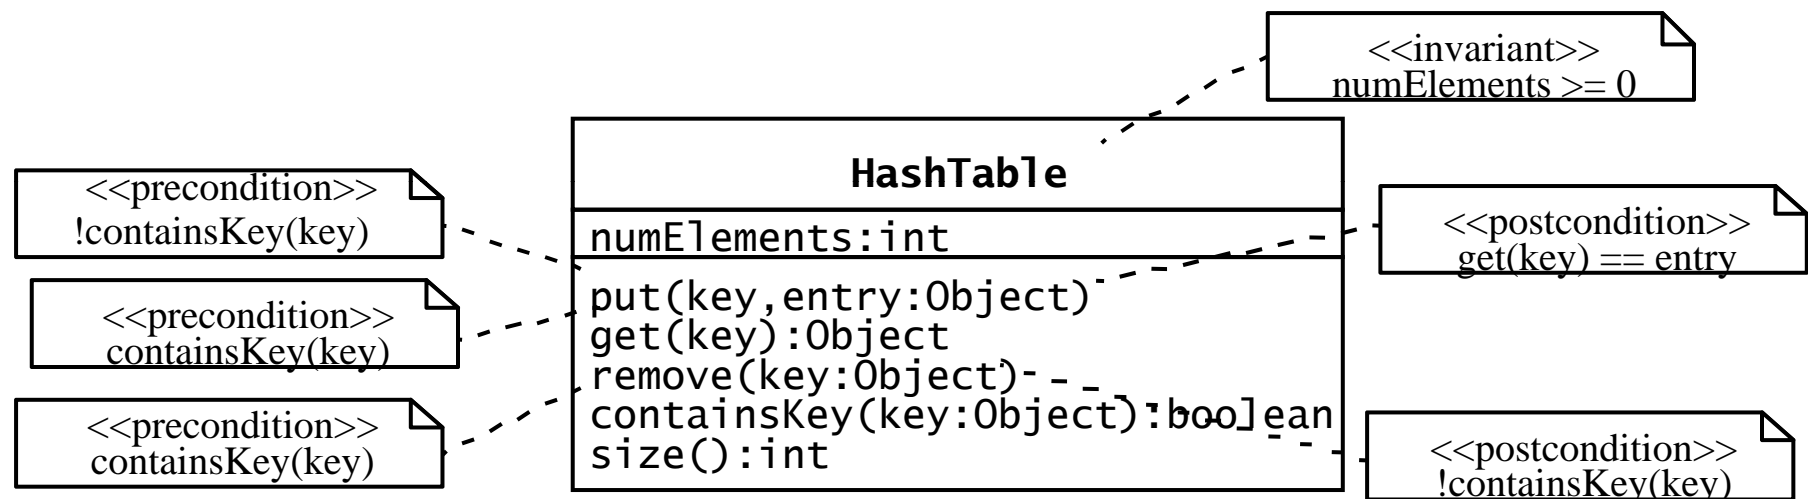 <<invariant>>
numElements >= 0
HashTable
numElements:int
put(key,entry:Object)
get(key):Object
remove(key:Object)
containsKey(key:Object):boolean
size():int
<<precondition>>
!containsKey(key)
<<precondition>>
containsKey(key)
<<precondition>>
containsKey(key)
<<postcondition>>
get(key) == entry
<<postcondition>>
!containsKey(key)